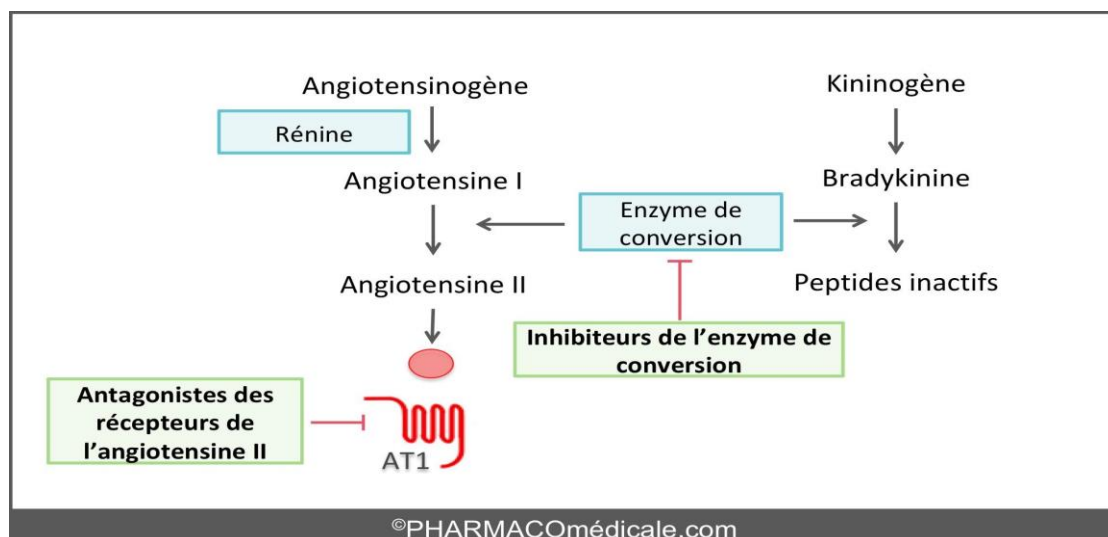 Angiotensinogène
Kininogène
Rénine
Angiotensine I
Bradykinine
Enzyme de
conversion
Angiotensine II
Peptides inactifs
Inhibiteurs de l’enzyme de
conversion
Antagonistes des
récepteurs de
l’angiotensine II
AT1
©PHARMACOmédicale.com